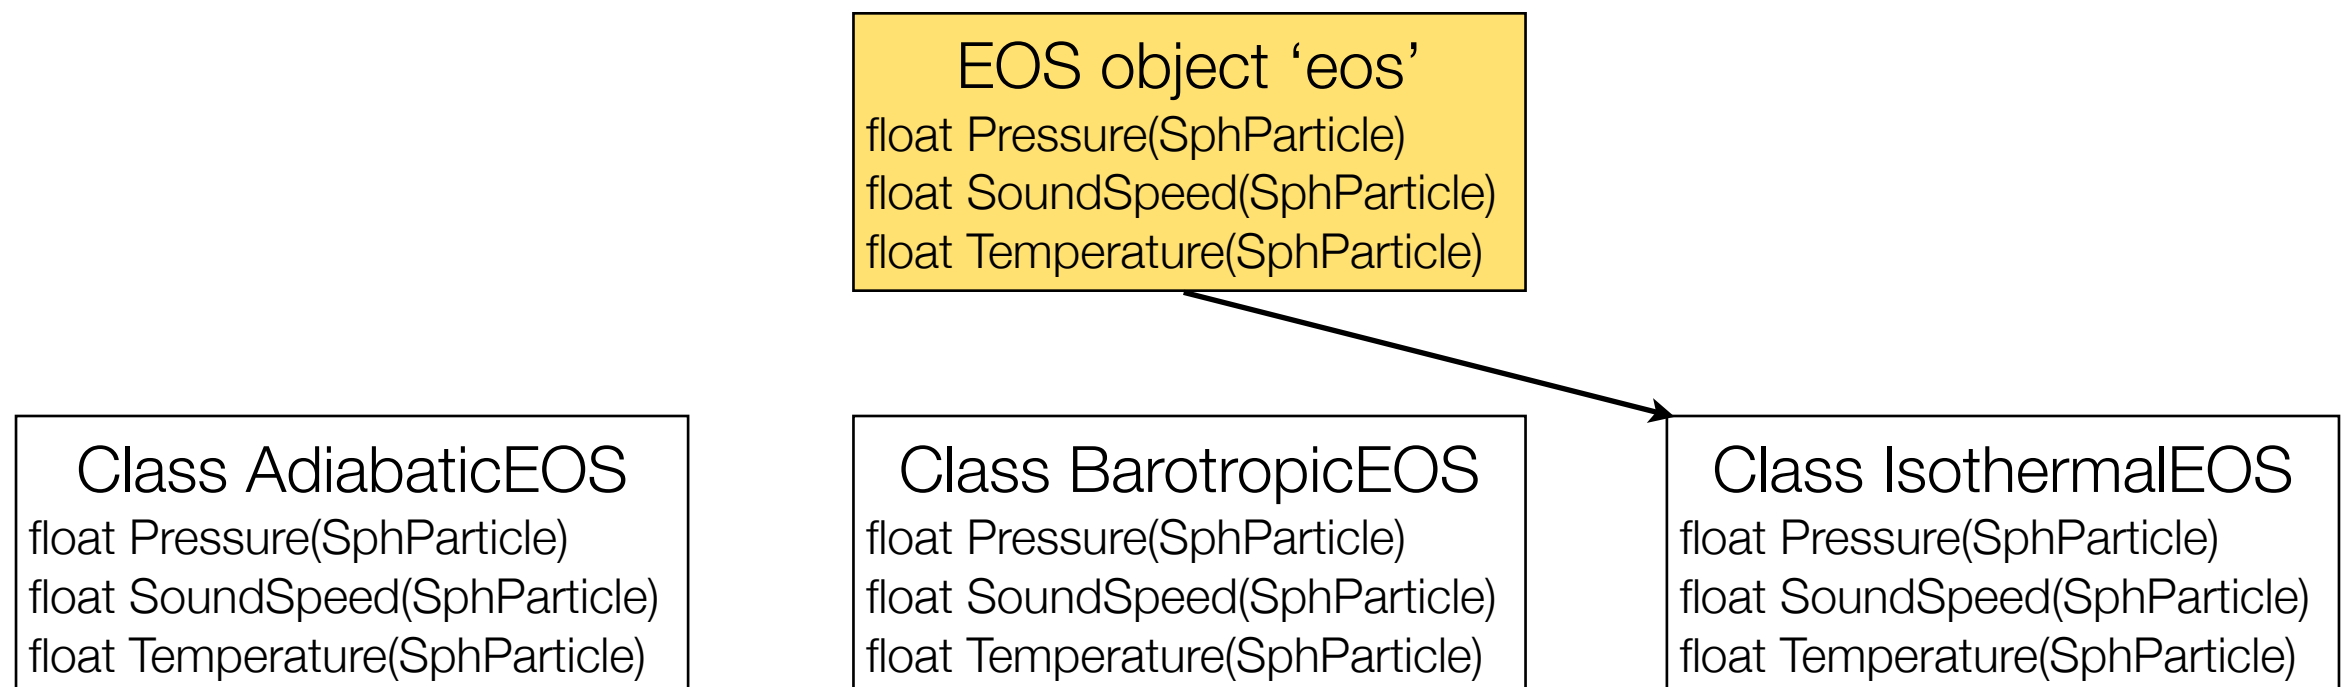 EOS object ‘eos’
float Pressure(SphParticle)
float SoundSpeed(SphParticle)
float Temperature(SphParticle)
Class AdiabaticEOS
float Pressure(SphParticle)
float SoundSpeed(SphParticle)
float Temperature(SphParticle)
Class BarotropicEOS
float Pressure(SphParticle)
float SoundSpeed(SphParticle)
float Temperature(SphParticle)
Class IsothermalEOS
float Pressure(SphParticle)
float SoundSpeed(SphParticle)
float Temperature(SphParticle)